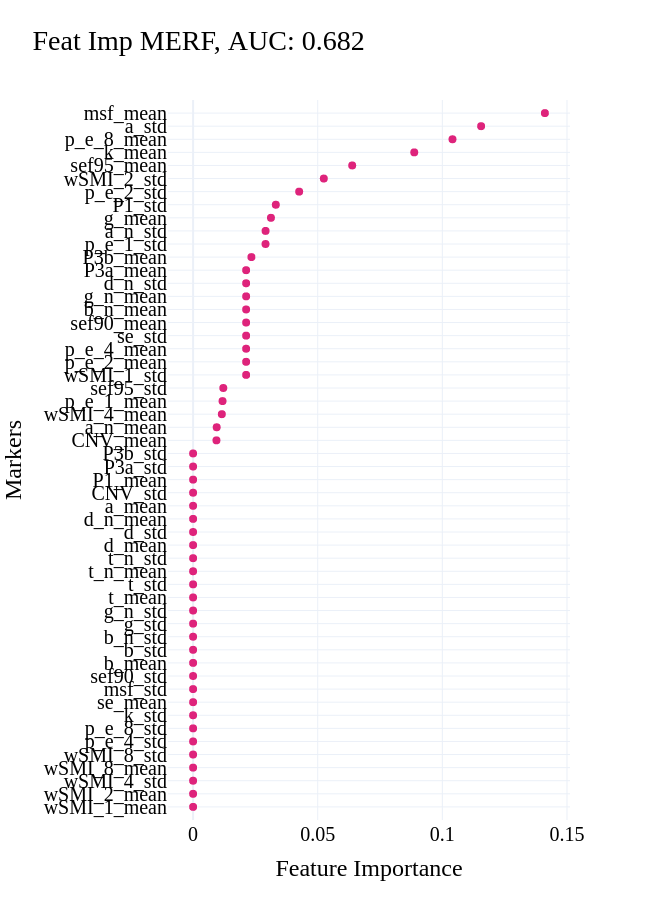 Feat Imp MERF, AUC: 0.682
msf_mean
a_std
p_e_8_mean
k_mean
sef95_mean
wSMI_2_std
p_e_2_std
P1_std
g_mean
a_n_std
p_e_1_std
P3b_mean
P3a_mean
d_n_std
g_n_mean
b_n_mean
sef90_mean
se_std
p_e_4_mean
p_e_2_mean
wSMI_1_std
sef95_std
p_e_1_mean
wSMI_4_mean
a_n_mean
CNV_mean
P3b_std
P3a_std
P1_mean
CNV_std
a_mean
d_n_mean
d_std
d_mean
t_n_std
t_n_mean
t_std
t_mean
g_n_std
g_std
b_n_std
b_std
b_mean
sef90_std
msf_std
se_mean
k_std
p_e_8_std
p_e_4_std
wSMI_8_std
wSMI_8_mean
wSMI_4_std
wSMI_2_mean
wSMI_1_mean
Markers
0
0.05
0.1
0.15
Feature Importance